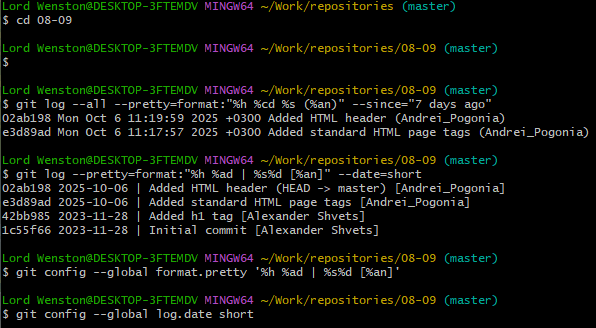 Lord Wenston@DESKTOP-3FTEMDV MINGW64 ~/Work/repositories (master)
$ cd 08-09
Lord Wenston@DESKTOP-3FTEMDV MINGW64 ~/Work/repositories/08-09 (master)
$
Lord Wenston@DESKTOP-3FTEMDV MINGW64 ~/Work/repositories/08-09 (master)
$ git log --all --pretty=format:"%h %cd %s (%an)" --since="7 days ago"
02ab198 Mon Oct 6 11:19:59 2025 +0300 Added HTML header (Andrei_Pogonia)
e3d89ad Mon Oct 6 11:17:57 2025 +0300 Added standard HTML page tags (Andrei_Pogonia)
Lord Wenston@DESKTOP-3FTEMDV MINGW64 ~/Work/repositories/08-09 (master)
$ git log --pretty=format:"%h %ad | %s%d [%an]" --date=short
02ab198 2025-10-06 | Added HTML header (HEAD -> master) [Andrei_Pogonia]
e3d89ad 2025-10-06 | Added standard HTML page tags [Andrei_Pogonia]
42bb985 2023-11-28 | Added h1 tag [Alexander Shvets]
1c55f66 2023-11-28 | Initial commit [Alexander Shvets]
Lord Wenston@DESKTOP-3FTEMDV MINGW64 ~/Work/repositories/08-09 (master)
$ git config --global format.pretty '%h %ad | %s%d [%an]'
Lord Wenston@DESKTOP-3FTEMDV MINGW64 ~/Work/repositories/08-09 (master)
$ git config --global log.date short